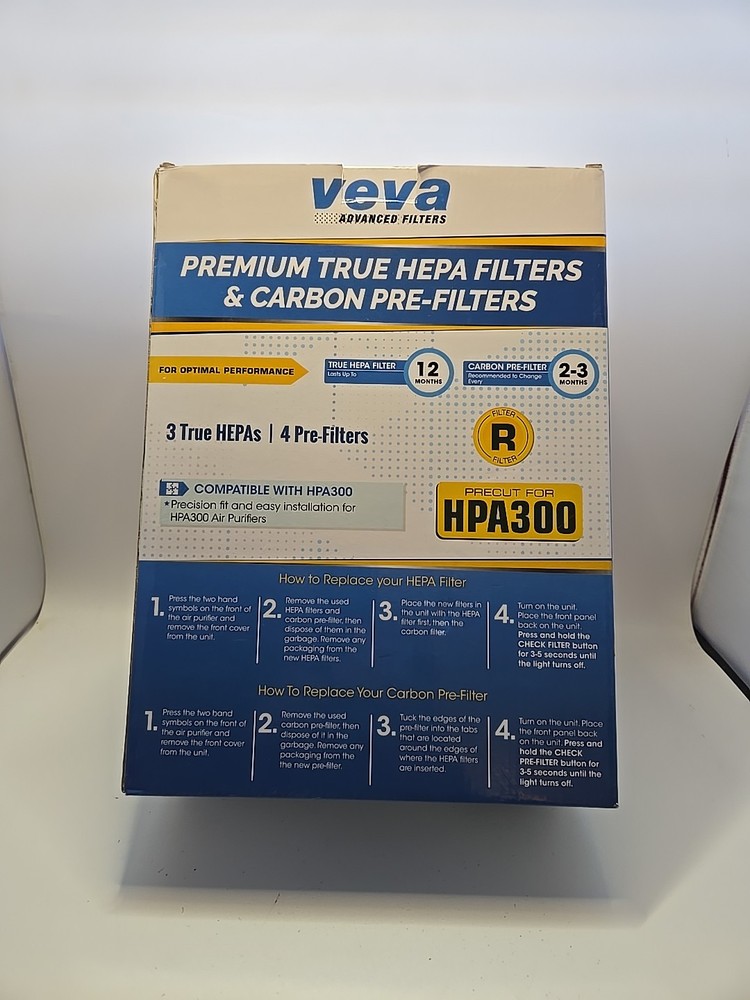 veva
ADVANCED FILTERS
PREMIUM TRUE HEPA FILTERS
& CARBON PRE-FILTERS
FOR OPTIMAL PERFORMANCE
TRUE HEPA FILTER
Lasts Up To
12
MONTHS
CARBON PRE-FILTER
Recommended to Change
Every
2-3
MONTHS
3 True HEPAs | 4 Pre-Filters
FILTER
R
FILTER
COMPATIBLE WITH HPA300
*Precision fit and easy installation for
HPA300 Air Purifiers
PRECUT FOR
HPA300
How to Replace your HEPA Filter
1. Press the two hand
symbols on the front of
the air purifier and
remove the front cover
from the unit.
2. Remove the used
HEPA filters and
carbon pre-filter, then
dispose of them in the
garbage. Remove any
packaging from the
new HEPA filters.
3. Place the new filters in
the unit with the HEPA
filter first, then the
carbon filter.
4. Turn on the unit.
Place the front panel
back on the unit.
Press and hold the
CHECK FILTER button
for 3-5 seconds until
the light turns off.
How To Replace Your Carbon Pre-Filter
1. Press the two hand
symbols on the front of
the air purifier and
remove the front cover
from the unit.
2. Remove the used
carbon pre-filter, then
dispose of it in the
garbage. Remove any
packaging from the
the new pre-filter.
3. Tuck the edges of the
pre-filter into the tabs
that are located
around the edges of
where the HEPA filters
are inserted.
4. Turn on the unit. Place
the front panel back
on the unit. Press and
hold the CHECK
PRE-FILTER button for
3-5 seconds until the
light turns off.